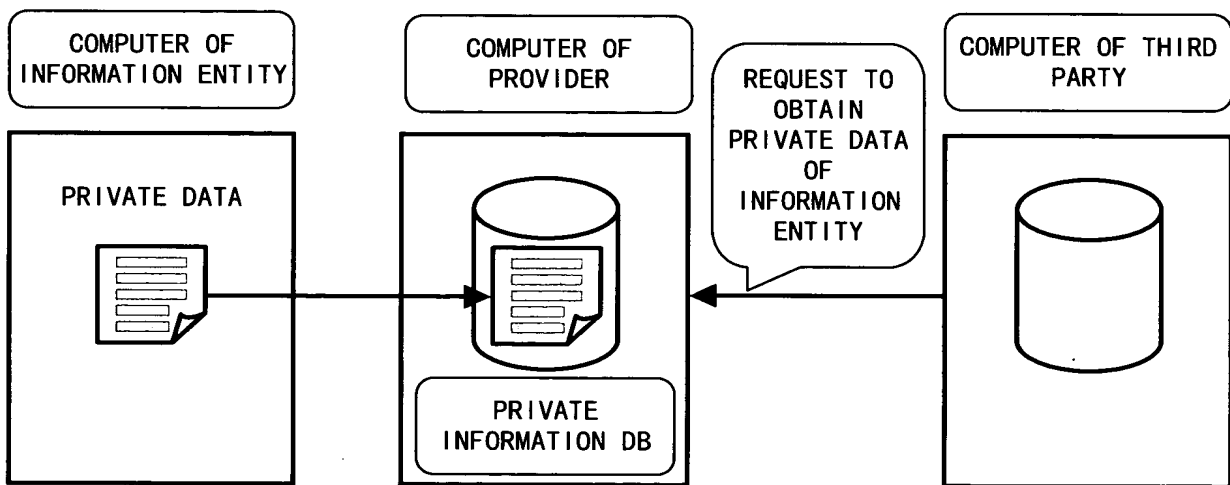 COMPUTER OF
INFORMATION ENTITY
COMPUTER OF
PROVIDER
REQUEST TO
OBTAIN
PRIVATE DATA
OF
INFORMATION
ENTITY
COMPUTER OF THIRD
PARTY
PRIVATE DATA
PRIVATE
INFORMATION DB